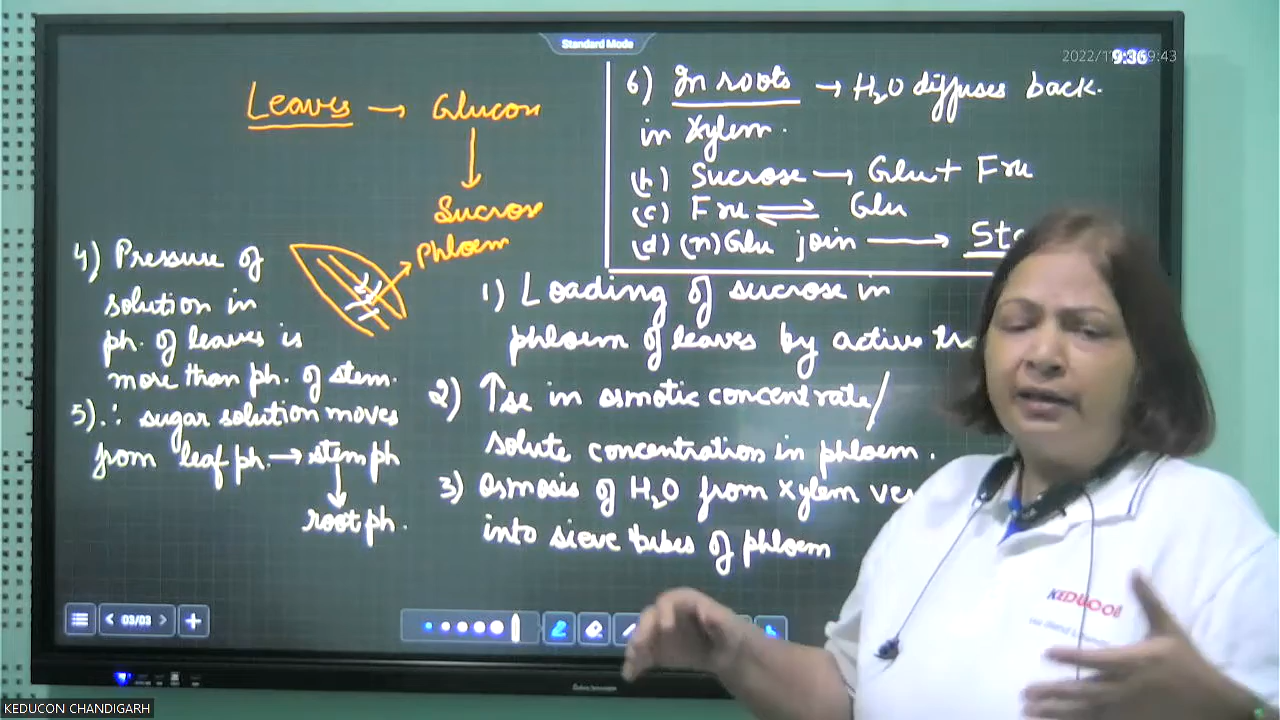 Standard Mode
2022/1
9:36
9:43
Leaves → Glucose
Sucrose
Phloem
6) In roots → H₂O diffuses back
in Xylem.
(b) Sucrose → Glu + Fru
(c) Fru ⇌ Glu
(d) (n) Glu join →
4) Pressure of
solution in
ph. of leaves is
more than ph. of stem.
5) ∴ sugar solution moves
from leaf ph. → stem ph
root ph.
1) Loading of sucrose in
phloem of leaves by active
2) ↑se in osmotic concentrate/
solute concentration in phloem.
3) Osmosis of H₂O from Xylem
into sieve tubes of phloem
03/03
KEDUCON CHANDIGARH